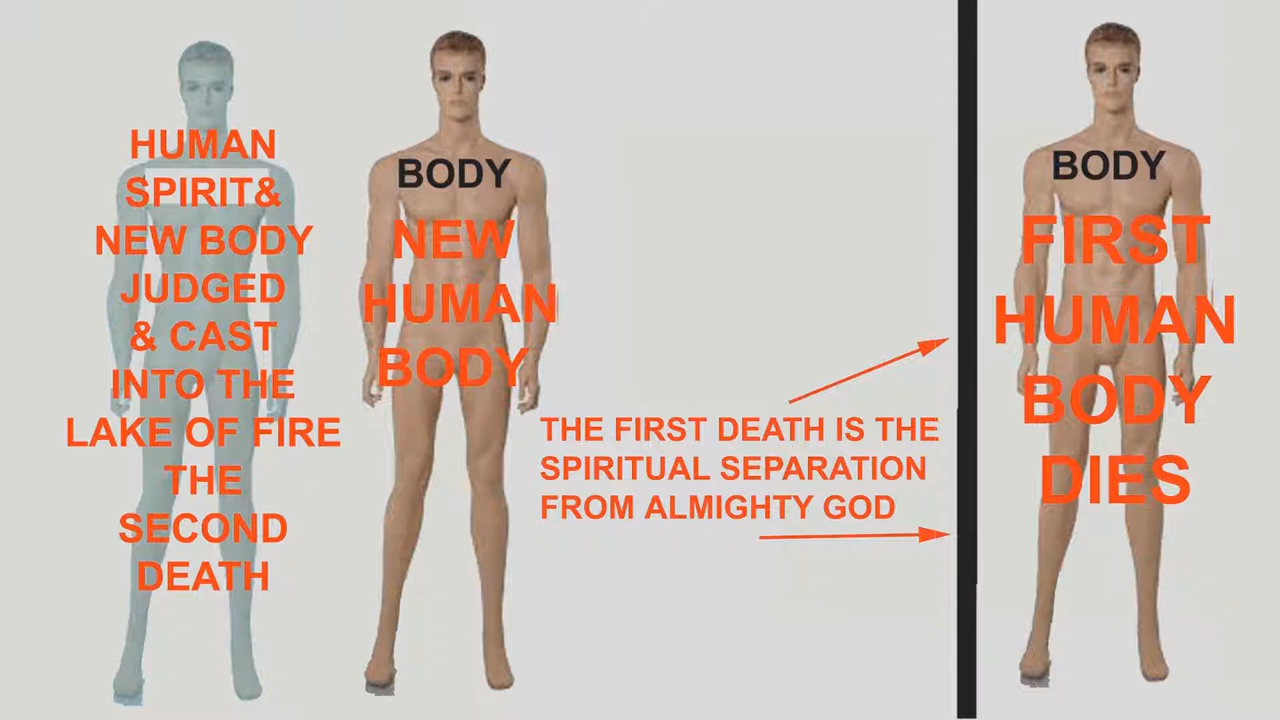 HUMAN
SPIRIT&
NEW BODY
JUDGED
& CAST
INTO THE
LAKE OF FIRE
THE
SECOND
DEATH
BODY
NEW
HUMAN
BODY
THE FIRST DEATH IS THE
SPIRITUAL SEPARATION
FROM ALMIGHTY GOD
BODY
FIRST
HUMAN
BODY
DIES